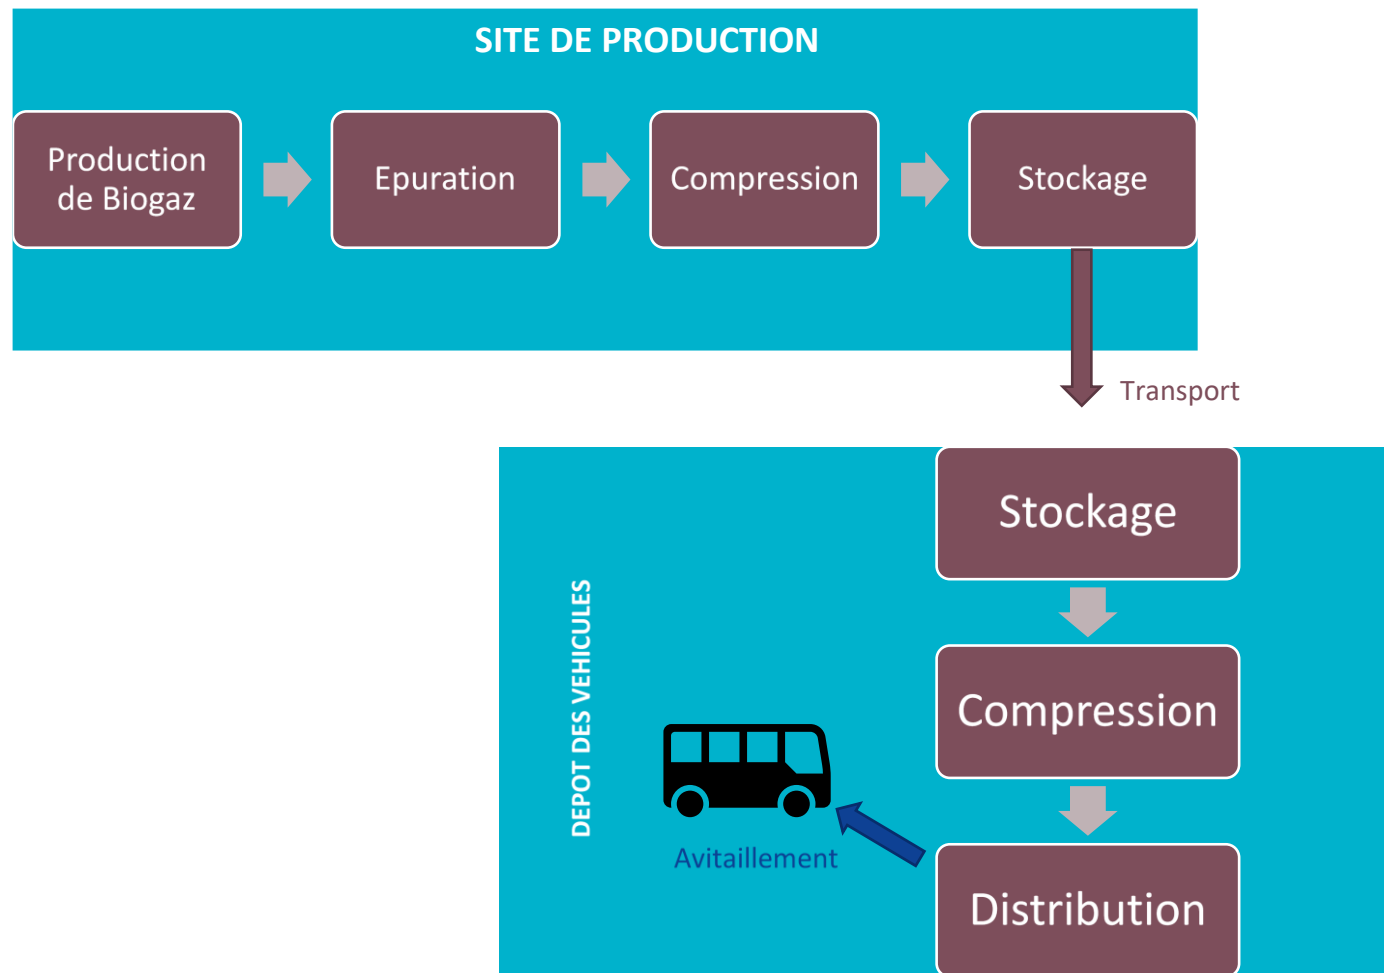 SITE DE PRODUCTION
Production
de Biogaz
Epuration
Compression
Stockage
Transport
Stockage
DEPOT DES VEHICULES
Compression
Avitaillement
Distribution